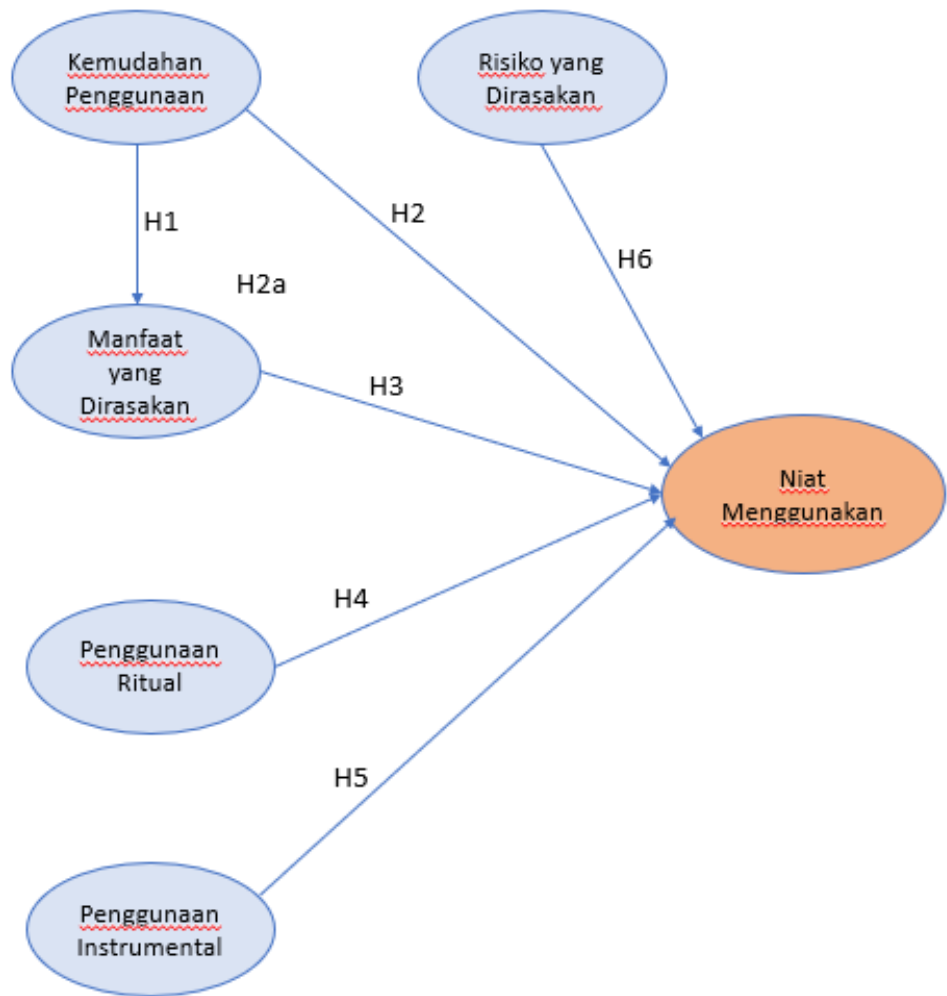 Kemudahan
Penggunaan
Risiko yang
Dirasakan
H1
H2
H6
H2a
Manfaat
yang
Dirasakan
H3
Niat
Menggunakan
H4
Penggunaan
Ritual
H5
Penggunaan
Instrumental